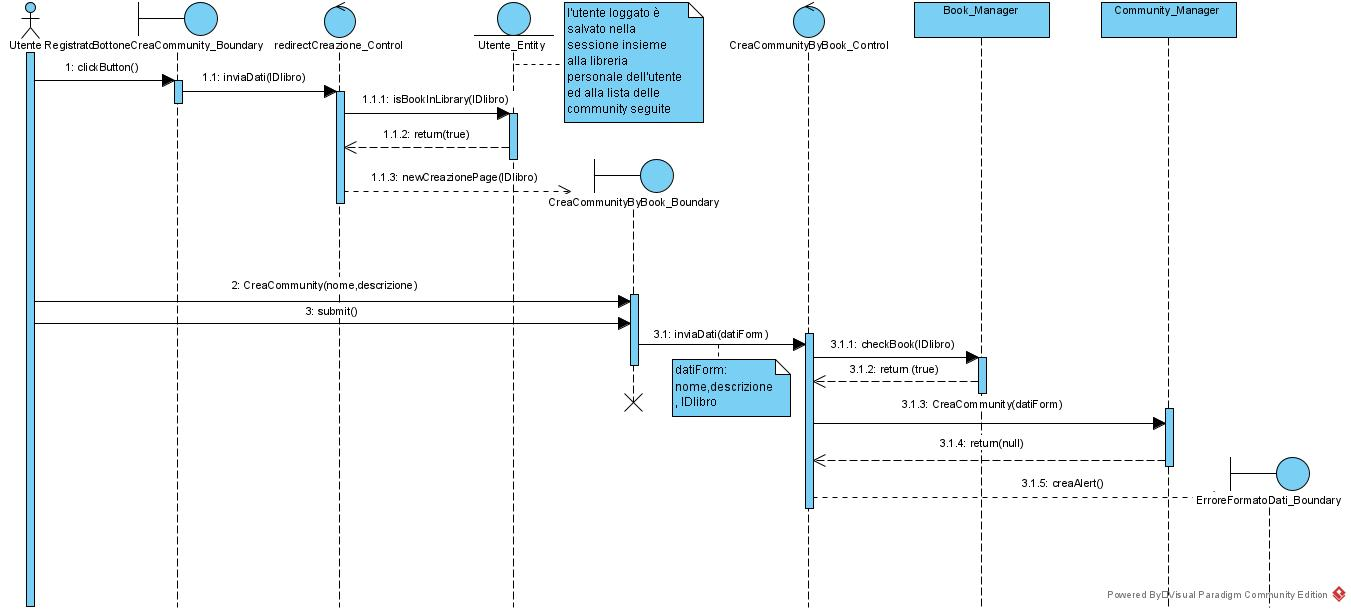 Utente Registrato
BottoneCreaCommunity_Boundary
redirectCreazione_Control
Utente_Entity
l'utente loggato è
salvato nella
sessione insieme
alla libreria
personale dell'utente
ed alla lista delle
community seguite
CreaCommunityByBook_Control
Book_Manager
Community_Manager
1: clickButton()
1.1: inviaDati(IDlibro)
1.1.1: isBookInLibrary(IDlibro)
1.1.2: return(true)
1.1.3: newCreazionePage(IDlibro)
CreaCommunityByBook_Boundary
2: CreaCommunity(nome,descrizione)
3: submit()
3.1: inviaDati(datiForm)
datiForm:
nome,descrizione
, IDlibro
3.1.1: checkBook(IDlibro)
3.1.2: return (true)
3.1.3: CreaCommunity(datiForm)
3.1.4: return(null)
3.1.5: creaAlert()
ErroreFormatoDati_Boundary
Powered By Visual Paradigm Community Edition